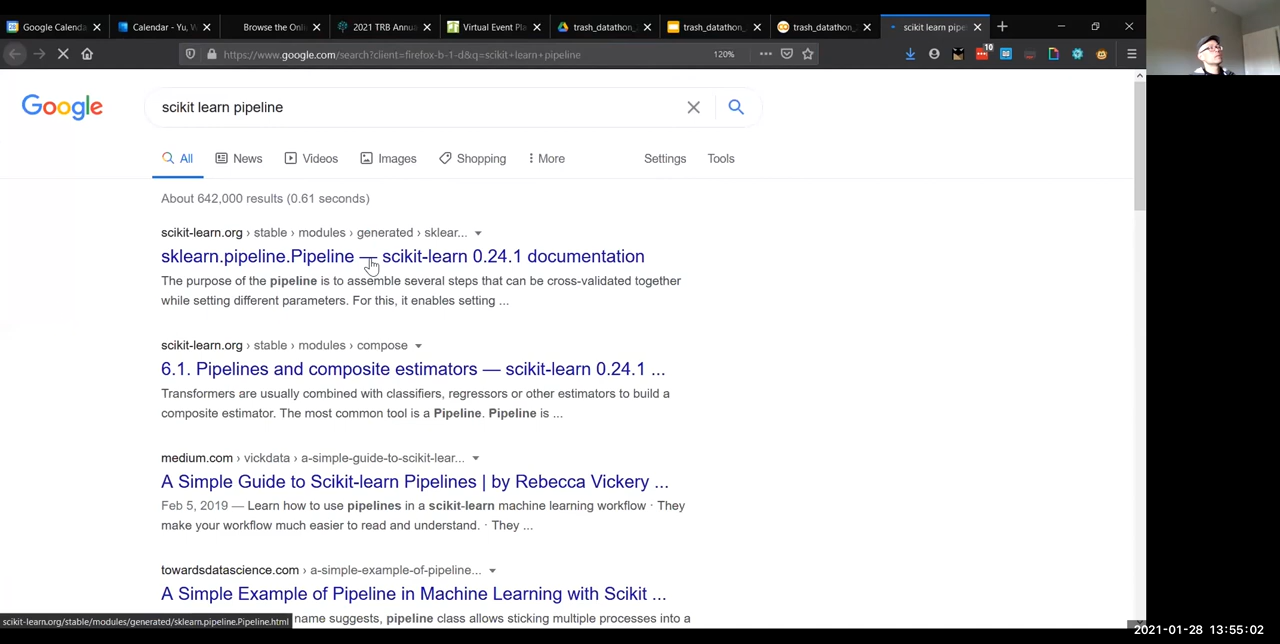 Google Calenda
Calendar - Yu, W
Browse the Onli
2021 TRB Annua
Virtual Event Pla
trash_datathon_
trash_datathon_
trash_datathon_
scikit learn pipe
https://www.google.com/search?client=firefox-b-1-d&q=scikit+learn+pipeline
120%
10
Google
scikit learn pipeline
All
News
Videos
Images
Shopping
More
Settings
Tools
About 642,000 results (0.61 seconds)
scikit-learn.org › stable › modules › generated › sklear...
sklearn.pipeline.Pipeline — scikit-learn 0.24.1 documentation
The purpose of the pipeline is to assemble several steps that can be cross-validated together
while setting different parameters. For this, it enables setting ...
scikit-learn.org › stable › modules › compose
6.1. Pipelines and composite estimators — scikit-learn 0.24.1 ...
Transformers are usually combined with classifiers, regressors or other estimators to build a
composite estimator. The most common tool is a Pipeline. Pipeline is ...
medium.com › vickdata › a-simple-guide-to-scikit-lear...
A Simple Guide to Scikit-learn Pipelines | by Rebecca Vickery ...
Feb 5, 2019 — Learn how to use pipelines in a scikit-learn machine learning workflow · They
make your workflow much easier to read and understand. · They ...
towardsdatascience.com › a-simple-example-of-pipeline...
A Simple Example of Pipeline in Machine Learning with Scikit ...
name suggests, pipeline class allows sticking multiple processes into a
scikit-learn.org/stable/modules/generated/sklearn.pipeline.Pipeline.html
2021-01-28 13:55:02